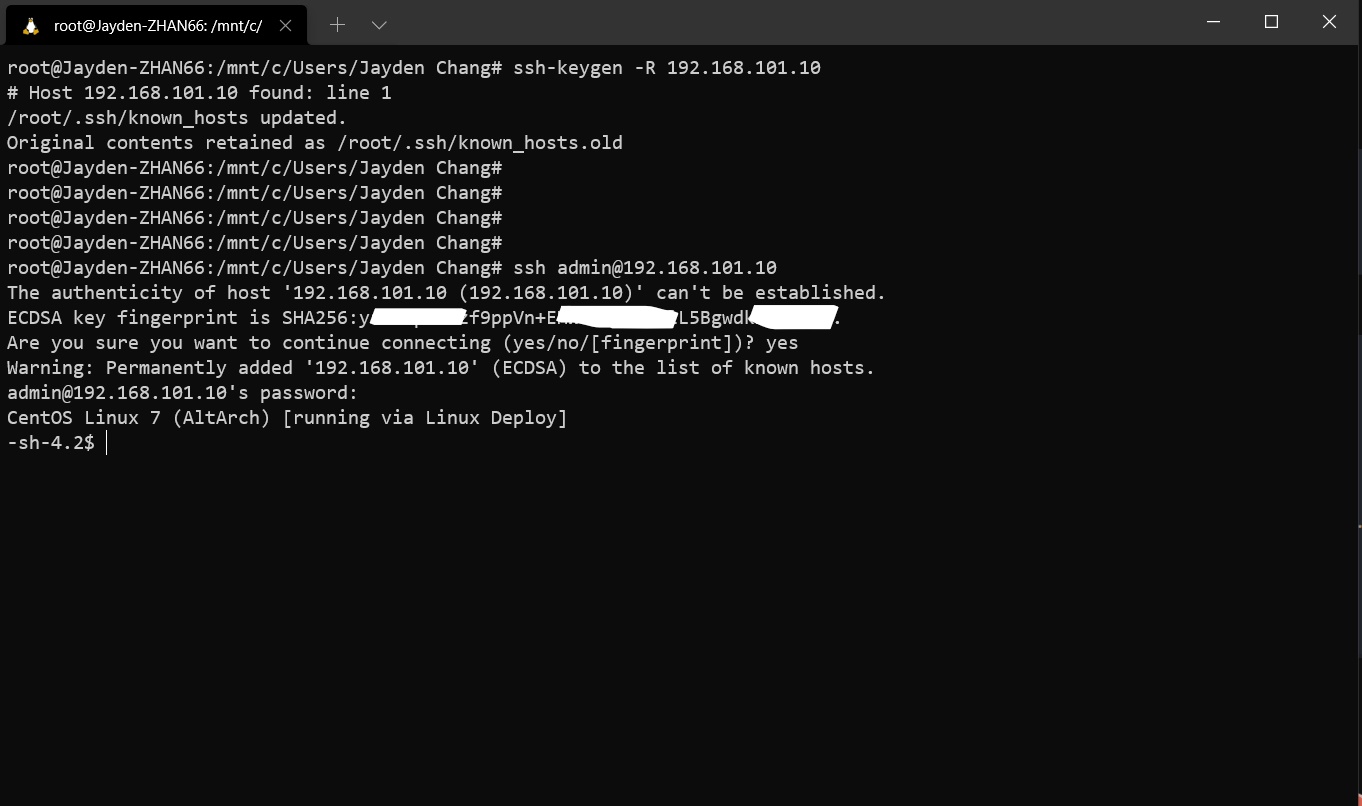 root@Jayden-ZHAN66: /mnt/c/
root@Jayden-ZHAN66:/mnt/c/Users/Jayden Chang# ssh-keygen -R 192.168.101.10
# Host 192.168.101.10 found: line 1
/root/.ssh/known_hosts updated.
Original contents retained as /root/.ssh/known_hosts.old
root@Jayden-ZHAN66:/mnt/c/Users/Jayden Chang#
root@Jayden-ZHAN66:/mnt/c/Users/Jayden Chang#
root@Jayden-ZHAN66:/mnt/c/Users/Jayden Chang#
root@Jayden-ZHAN66:/mnt/c/Users/Jayden Chang#
root@Jayden-ZHAN66:/mnt/c/Users/Jayden Chang# ssh admin@192.168.101.10
The authenticity of host '192.168.101.10 (192.168.101.10)' can't be established.
ECDSA key fingerprint is
Are you sure you want to continue connecting (yes/no/[fingerprint])? yes
Warning: Permanently added '192.168.101.10' (ECDSA) to the list of known hosts.
admin@192.168.101.10's password:
CentOS Linux 7 (AltArch) [running via Linux Deploy]
-sh-4.2$